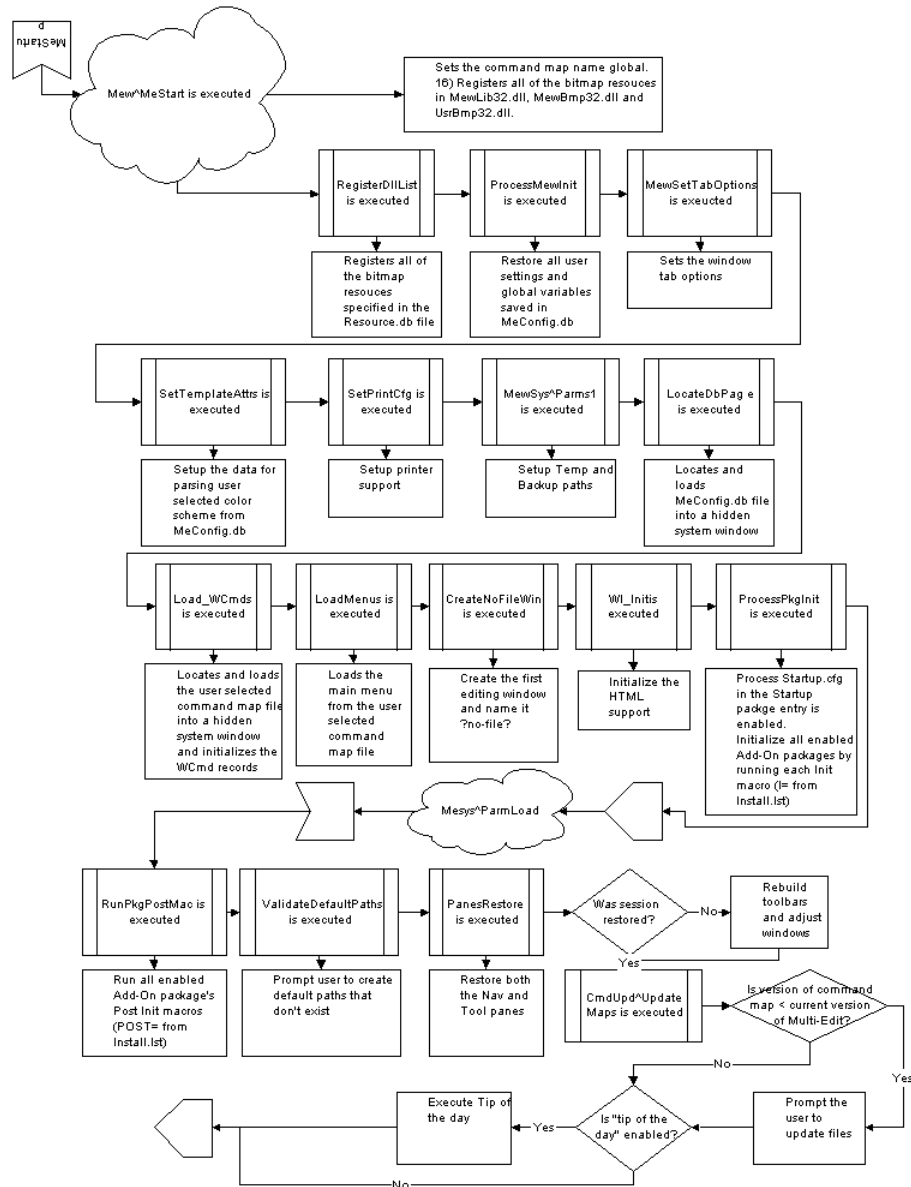 MeStartu
p
Mew^MeStart is executed
Sets the command map name global.
16) Registers all of the bitmap resouces
in MewLib32.dll, MewBmp32.dll and
UsrBmp32.dll.
RegisterDllList
is executed
ProcessMewInit
is executed
MewSetTabOptions
is exeucted
Registers all of
the bitmap
resouces
specified in the
Resource.db file
Restore all user
settings and
global variables
saved in
MeConfig.db
Sets the window
tab options
SetTemplateAttrs is
executed
SetPrintCfg is
executed
MewSys^Parms1
is executed
LocateDbPag e
is executed
Setup the data for
parsing user
selected color
scheme from
MeConfig.db
Setup printer
support
Setup Temp and
Backup paths
Locates and
loads
MeConfig.db file
into a hidden
system window
Load_WCmds
is executed
LoadMenus is
executed
CreateNoFileWin
is executed
WI_Initis
executed
ProcessPkgInit
is executed
Locates and loads
the user selected
command map file
into a hidden
system window
and initializes the
WCmd records
Loads the
main menu
from the user
selected
command
map file
Create the first
editing window
and name it
?no-file?
Initialize the
HTML
support
Process Startup.cfg
in the Startup
packge entry is
enabled.
Initialize all enabled
Add-On packages by
running each Init
macro (I= from
Install.lst)
Mesys^ParmLoad
RunPkgPostMac is
executed
ValidateDefaultPaths
is executed
PanesRestore
is executed
Was session
restored?
No
Rebuild
toolbars
and adjust
windows
Yes
Run all enabled
Add-On package's
Post Init macros
(POST= from
Install.lst)
Prompt user to create
default paths that
don't exist
Restore both
the Nav and
Tool panes
CmdUpd^Update
Maps is executed
Is version of command
map < current version
of Multi-Edit?
No
Yes
Execute Tip of
the day
Yes
Is "tip of the
day" enabled?
Prompt the
user to
update files
No